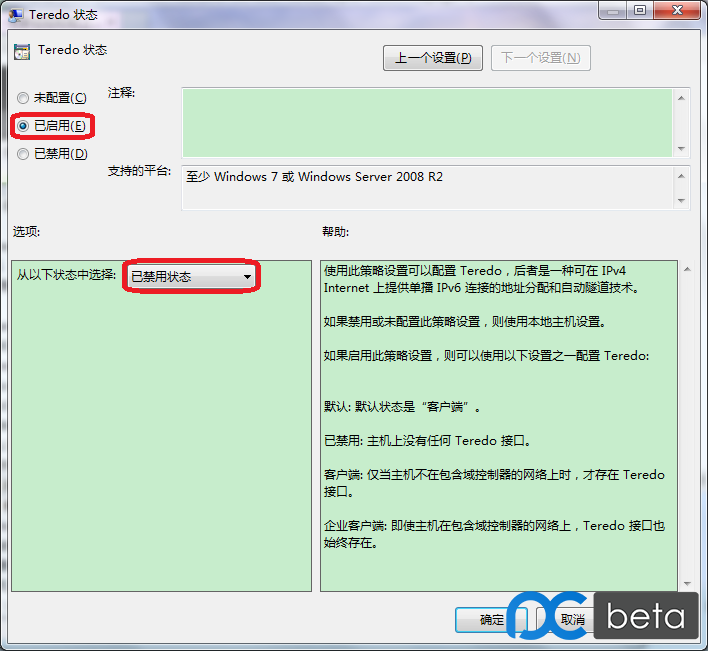 Teredo 状态
Teredo 状态
上一个设置(P)
下一个设置(N)
未配置(C)
注释:
已启用(E)
已禁用(D)
支持的平台:
至少 Windows 7 或 Windows Server 2008 R2
选项:
帮助:
从以下状态中选择:
已禁用状态
使用此策略设置可以配置 Teredo，后者是一种可在 IPv4
Internet 上提供单播 IPv6 连接的地址分配和自动隧道技术。
如果禁用或未配置此策略设置，则使用本地主机设置。
如果启用此策略设置，则可以使用以下设置之一配置 Teredo:
默认: 默认状态是“客户端”。
已禁用: 主机上没有任何 Teredo 接口。
客户端: 仅当主机不在包含域控制器的网络上时，才存在 Teredo
接口。
企业客户端: 即使主机在包含域控制器的网络上，Teredo 接口也
始终存在。
确定
取消
PC beta